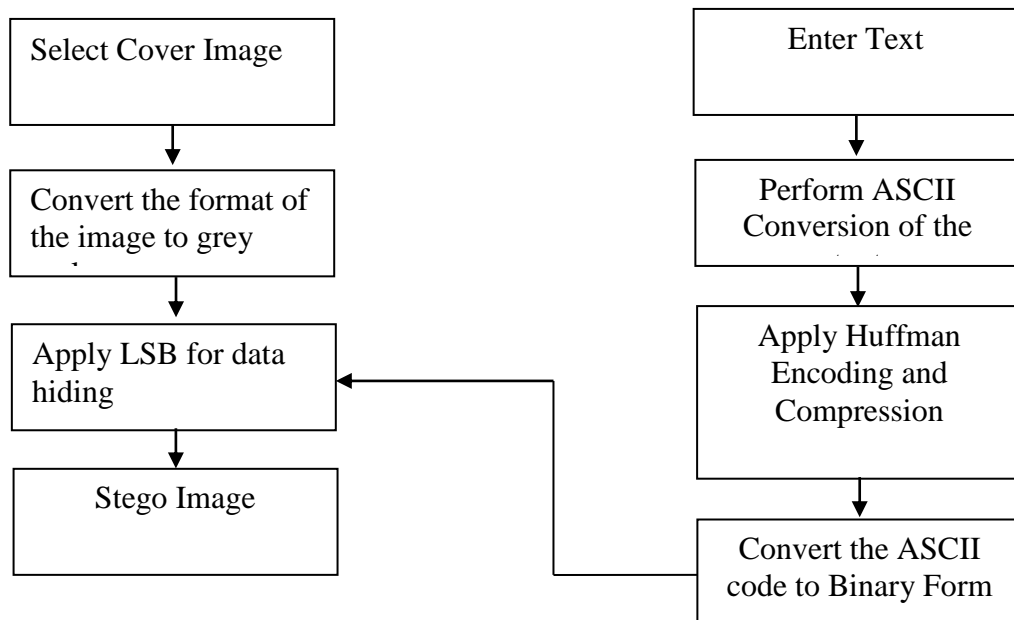 Select Cover Image
Convert the format of
the image to grey
Apply LSB for data
hiding
Stego Image
Enter Text
Perform ASCII
Conversion of the
Apply Huffman
Encoding and
Compression
Convert the ASCII
code to Binary Form